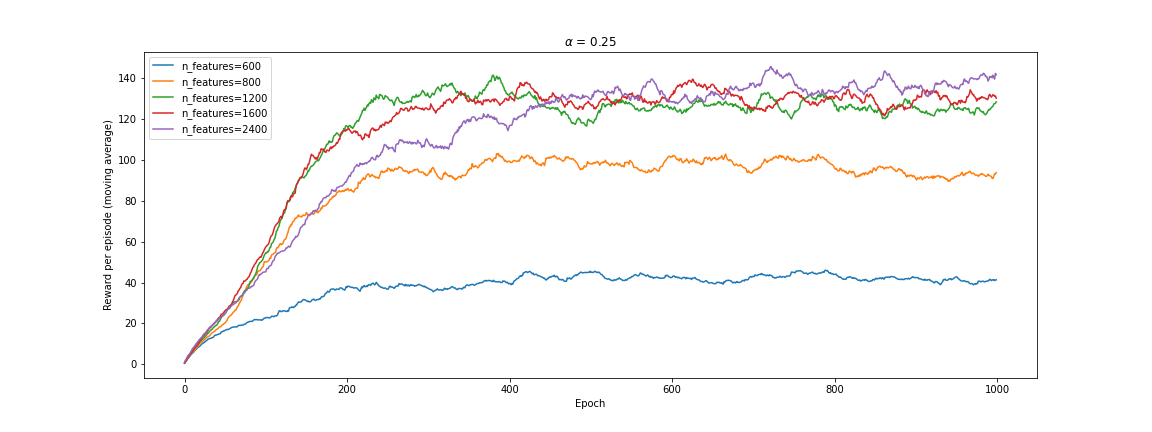 α = 0.25
n_features=600
n_features=800
n_features=1200
n_features=1600
n_features=2400
Reward per episode (moving average)
140
120
100
80
60
40
20
0
0 200 400 600 800 1000
Epoch